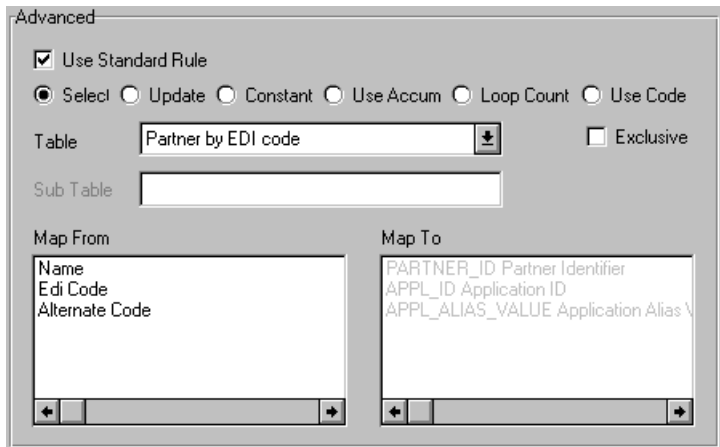 Advanced
Use Standard Rule
Select Update Constant Use Accum Loop Count Use Code
Table Partner by EDI code Exclusive
Sub Table
Map From Map To
Name PARTNER_ID Partner Identifier
Edi Code APPL_ID Application ID
Alternate Code APPL_ALIAS_VALUE Application Alias